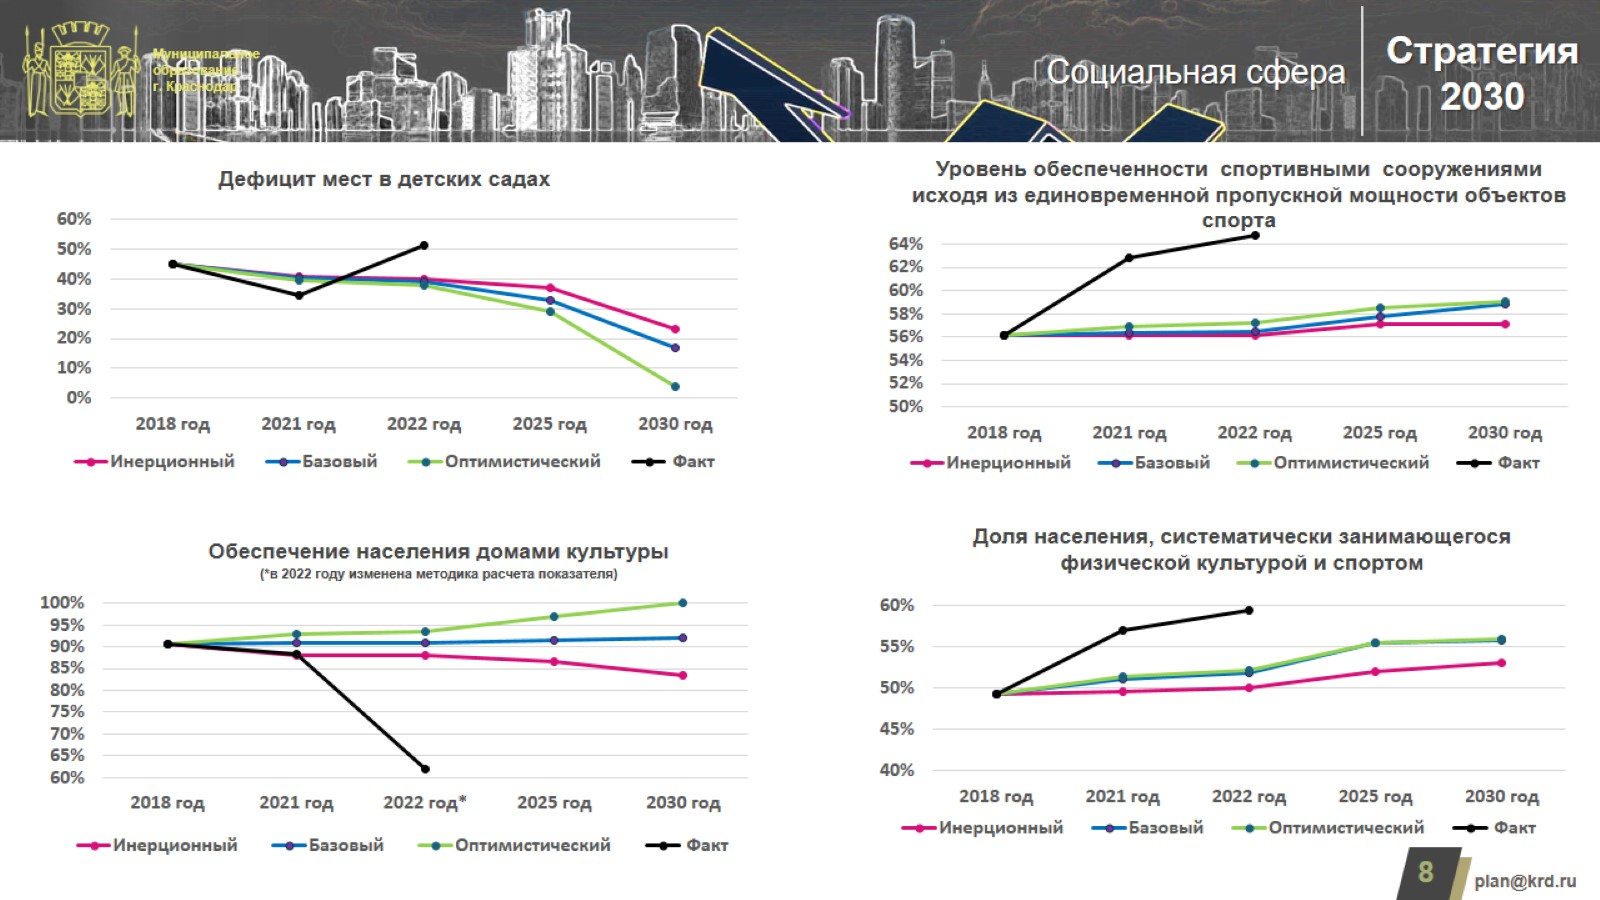 Муниципальное
образование
г. Краснодар
Социальная сфера
Стратегия
2030
Дефицит мест в детских садах
60%
50%
40%
30%
20%
10%
0%
2018 год 2021 год 2022 год 2025 год 2030 год
Инерционный Базовый Оптимистический Факт
Уровень обеспеченности спортивными сооружениями
исходя из единовременной пропускной мощности объектов
спорта
64%
62%
60%
58%
56%
54%
52%
50%
2018 год 2021 год 2022 год 2025 год 2030 год
Инерционный Базовый Оптимистический Факт
Обеспечение населения домами культуры
(*в 2022 году изменена методика расчета показателя)
100%
95%
90%
85%
80%
75%
70%
65%
60%
2018 год 2021 год 2022 год* 2025 год 2030 год
Инерционный Базовый Оптимистический Факт
Доля населения, систематически занимающегося
физической культурой и спортом
60%
55%
50%
45%
40%
2018 год 2021 год 2022 год 2025 год 2030 год
Инерционный Базовый Оптимистический Факт
8
plan@krd.ru